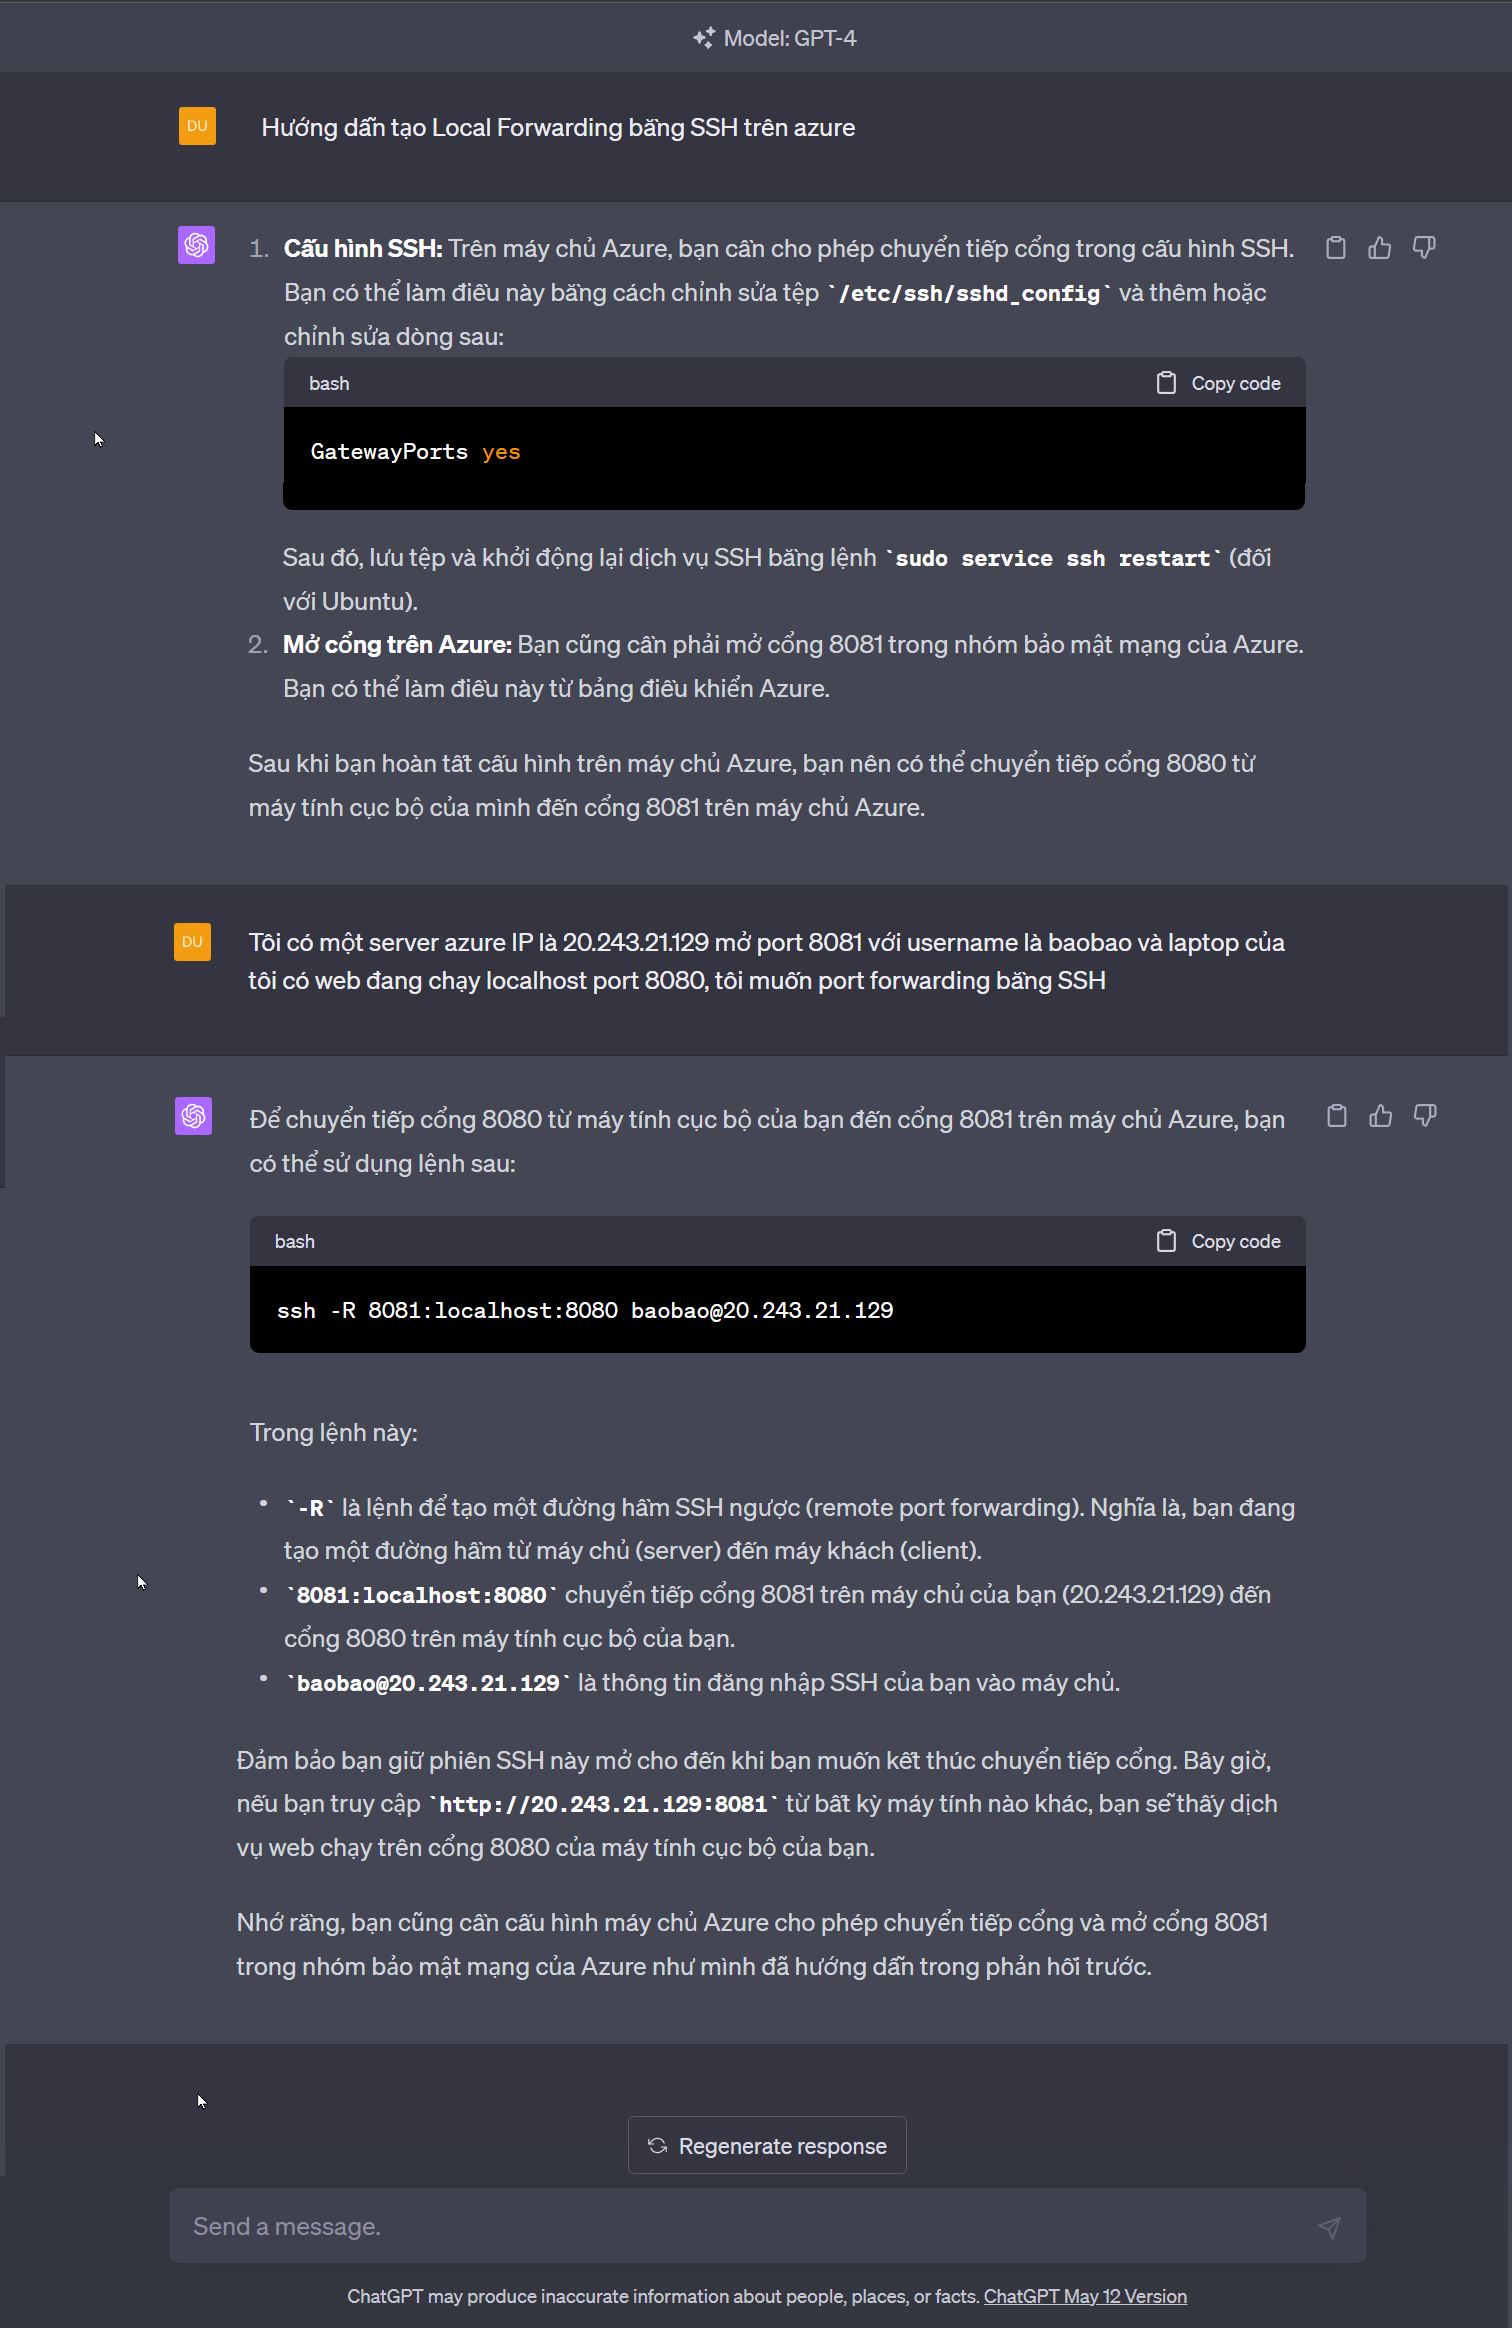 Model: GPT-4
DU
Hướng dẫn tạo Local Forwarding bằng SSH trên azure
1. Cấu hình SSH: Trên máy chủ Azure, bạn cần cho phép chuyển tiếp cổng trong cấu hình SSH.
Bạn có thể làm điều này bằng cách chỉnh sửa tệp `/etc/ssh/sshd_config` và thêm hoặc
chỉnh sửa dòng sau:
bash
Copy code
GatewayPorts yes
Sau đó, lưu tệp và khởi động lại dịch vụ SSH bằng lệnh `sudo service ssh restart` (đối
với Ubuntu).
2. Mở cổng trên Azure: Bạn cũng cần phải mở cổng 8081 trong nhóm bảo mật mạng của Azure.
Bạn có thể làm điều này từ bảng điều khiển Azure.
Sau khi bạn hoàn tất cấu hình trên máy chủ Azure, bạn nên có thể chuyển tiếp cổng 8080 từ
máy tính cục bộ của mình đến cổng 8081 trên máy chủ Azure.
DU
Tôi có một server azure IP là 20.243.21.129 mở port 8081 với username là baobao và laptop của
tôi có web đang chạy localhost port 8080, tôi muốn port forwarding bằng SSH
Để chuyển tiếp cổng 8080 từ máy tính cục bộ của bạn đến cổng 8081 trên máy chủ Azure, bạn
có thể sử dụng lệnh sau:
bash
Copy code
ssh -R 8081:localhost:8080 baobao@20.243.21.129
Trong lệnh này:
• `-R` là lệnh để tạo một đường hầm SSH ngược (remote port forwarding). Nghĩa là, bạn đang
tạo một đường hầm từ máy chủ (server) đến máy khách (client).
• `8081:localhost:8080` chuyển tiếp cổng 8081 trên máy chủ của bạn (20.243.21.129) đến
cổng 8080 trên máy tính cục bộ của bạn.
• `baobao@20.243.21.129` là thông tin đăng nhập SSH của bạn vào máy chủ.
Đảm bảo bạn giữ phiên SSH này mở cho đến khi bạn muốn kết thúc chuyển tiếp cổng. Bây giờ,
nếu bạn truy cập `http://20.243.21.129:8081` từ bất kỳ máy tính nào khác, bạn sẽ thấy dịch
vụ web chạy trên cổng 8080 của máy tính cục bộ của bạn.
Nhớ rằng, bạn cũng cần cấu hình máy chủ Azure cho phép chuyển tiếp cổng và mở cổng 8081
trong nhóm bảo mật mạng của Azure như mình đã hướng dẫn trong phản hồi trước.
Regenerate response
Send a message.
ChatGPT may produce inaccurate information about people, places, or facts. ChatGPT May 12 Version